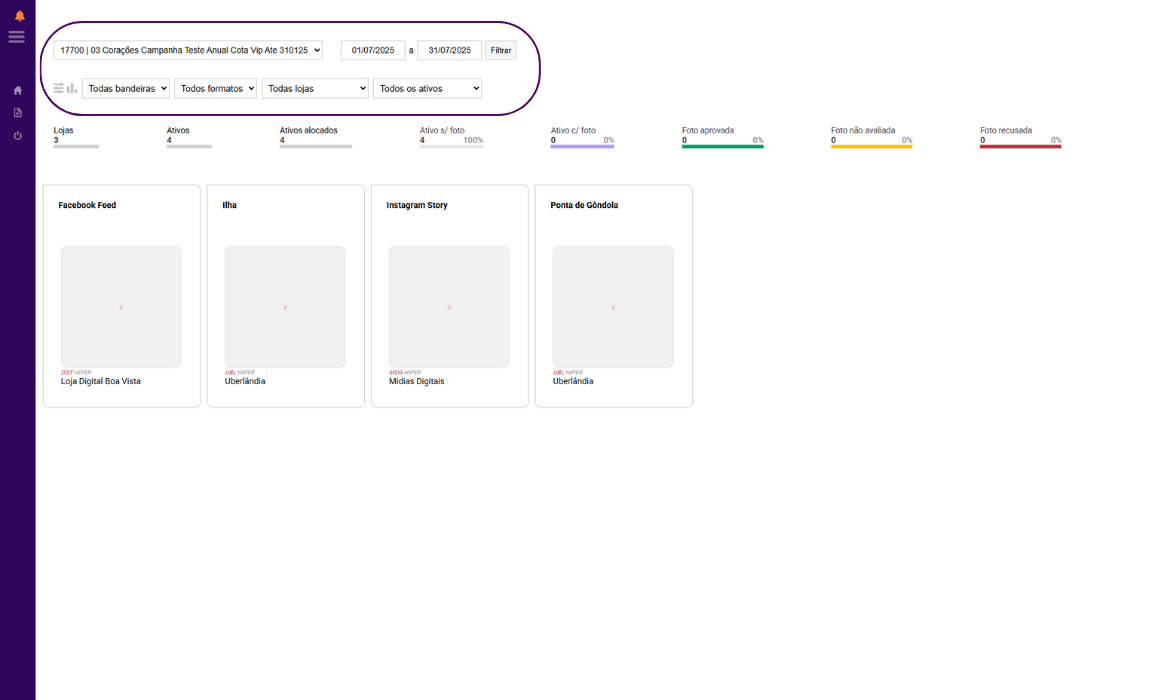 17700 | 03 Corações Campanha Teste Anual Cota Vip Ate 310125 01/07/2025 a 31/07/2025 Filtrar
Todas bandeiras Todos formatos Todas lojas Todos os ativos
Lojas Ativos Ativos alocados Ativo s/ foto Ativo c/ foto Foto aprovada Foto não avaliada Foto recusada
3 4 4 4 100% 0 0% 0 0% 0 0% 0 0%
Facebook Feed Ilha Instagram Story Ponta de Gôndola
X X X X
DGT HIPER UBL HIPER MDG HIPER UBL HIPER
Loja Digital Boa Vista Uberlândia Midias Digitais Uberlândia